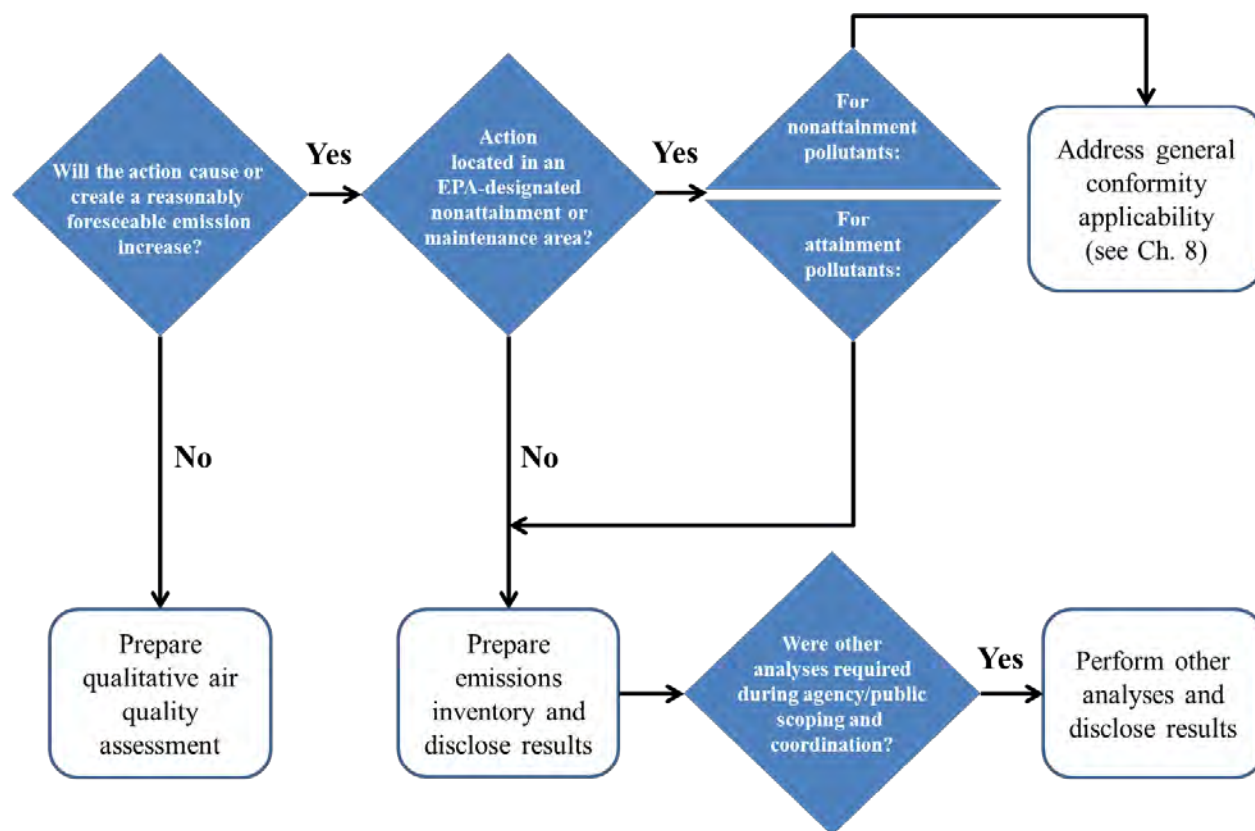 Will the action cause or
create a reasonably
foreseeable emission
increase?
Yes
Action
located in an
EPA-designated
nonattainment or
maintenance area?
Yes
For
nonattainment
pollutants:
For
attainment
pollutants:
Address general
conformity
applicability
(see Ch. 8)
No
No
Prepare
qualitative air
quality
assessment
Prepare
emissions
inventory and
disclose results
Were other
analyses required
during agency/public
scoping and
coordination?
Yes
Perform other
analyses and
disclose results